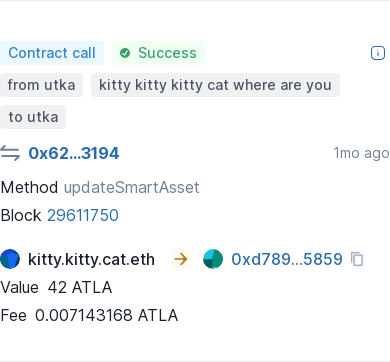 Contract call Success
from utka kitty kitty kitty cat where are you
to utka
0x62...3194 1mo ago
Method updateSmartAsset
Block 29611750
kitty.kitty.cat.eth → 0xd789...5859
Value 42 ATLA
Fee 0.007143168 ATLA